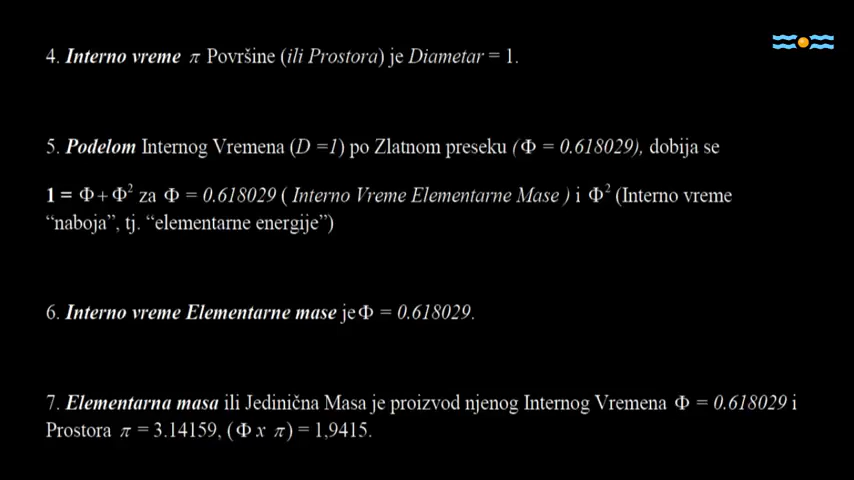 4. Interno vreme π Površine (ili Prostora) je Diametar = 1.
5. Podelom Internog Vremena (D =1) po Zlatnom preseku (Φ = 0.618029), dobija se
1 = Φ + Φ² za Φ = 0.618029 ( Interno Vreme Elementarne Mase ) i Φ² (Interno vreme
“naboja”, tj. “elementarne energije”)
6. Interno vreme Elementarne mase je Φ = 0.618029.
7. Elementarna masa ili Jedinična Masa je proizvod njenog Internog Vremena Φ = 0.618029 i
Prostora π = 3.14159, (Φ x π) = 1,9415.